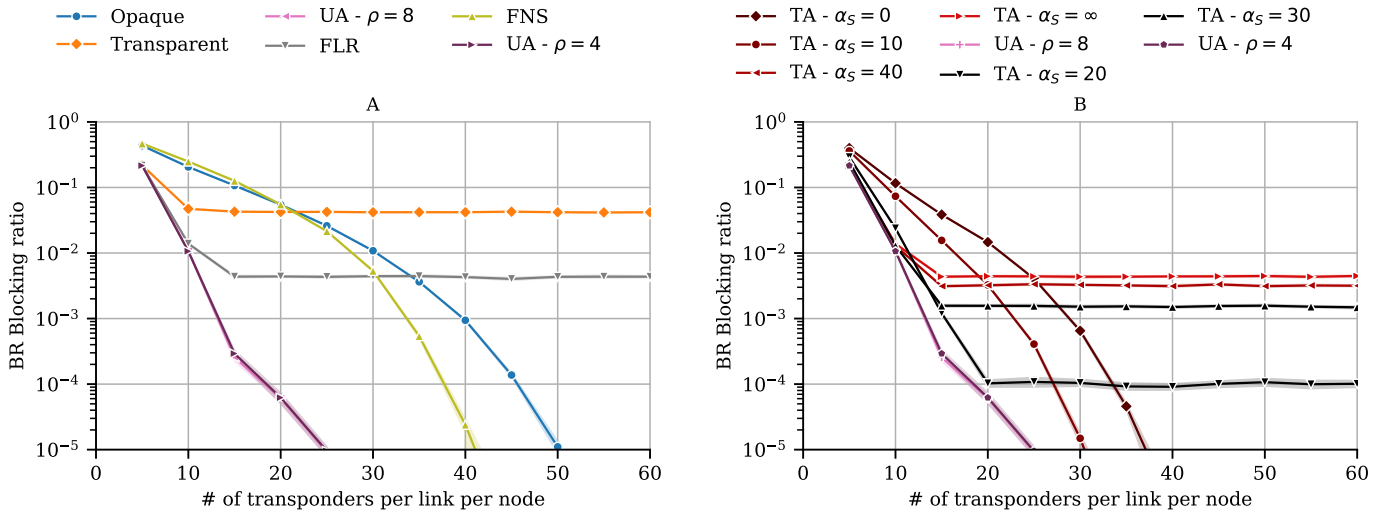 Opaque
Transparent
UA - ρ = 8
FLR
FNS
UA - ρ = 4
A
10⁰
10⁻¹
10⁻²
10⁻³
10⁻⁴
10⁻⁵
BR Blocking ratio
0 10 20 30 40 50 60
# of transponders per link per node
TA - α_S = 0
TA - α_S = 10
TA - α_S = 40
TA - α_S = ∞
UA - ρ = 8
TA - α_S = 20
TA - α_S = 30
UA - ρ = 4
B
10⁰
10⁻¹
10⁻²
10⁻³
10⁻⁴
10⁻⁵
BR Blocking ratio
0 10 20 30 40 50 60
# of transponders per link per node